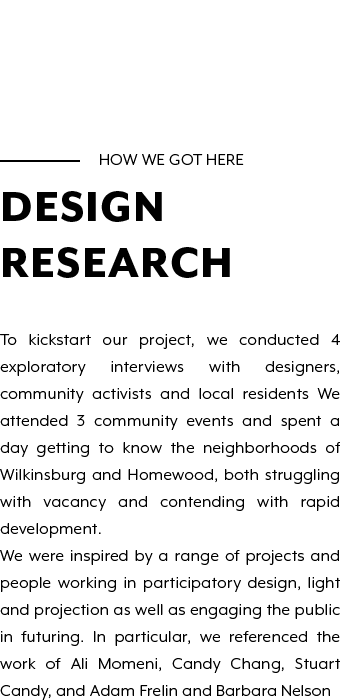 HOW WE GOT HERE
DESIGN
RESEARCH
To kickstart our project, we conducted 4
exploratory interviews with designers,
community activists and local residents We
attended 3 community events and spent a
day getting to know the neighborhoods of
Wilkinsburg and Homewood, both struggling
with vacancy and contending with rapid
development.
We were inspired by a range of projects and
people working in participatory design, light
and projection as well as engaging the public
in futuring. In particular, we referenced the
work of Ali Momeni, Candy Chang, Stuart
Candy, and Adam Frelin and Barbara Nelson